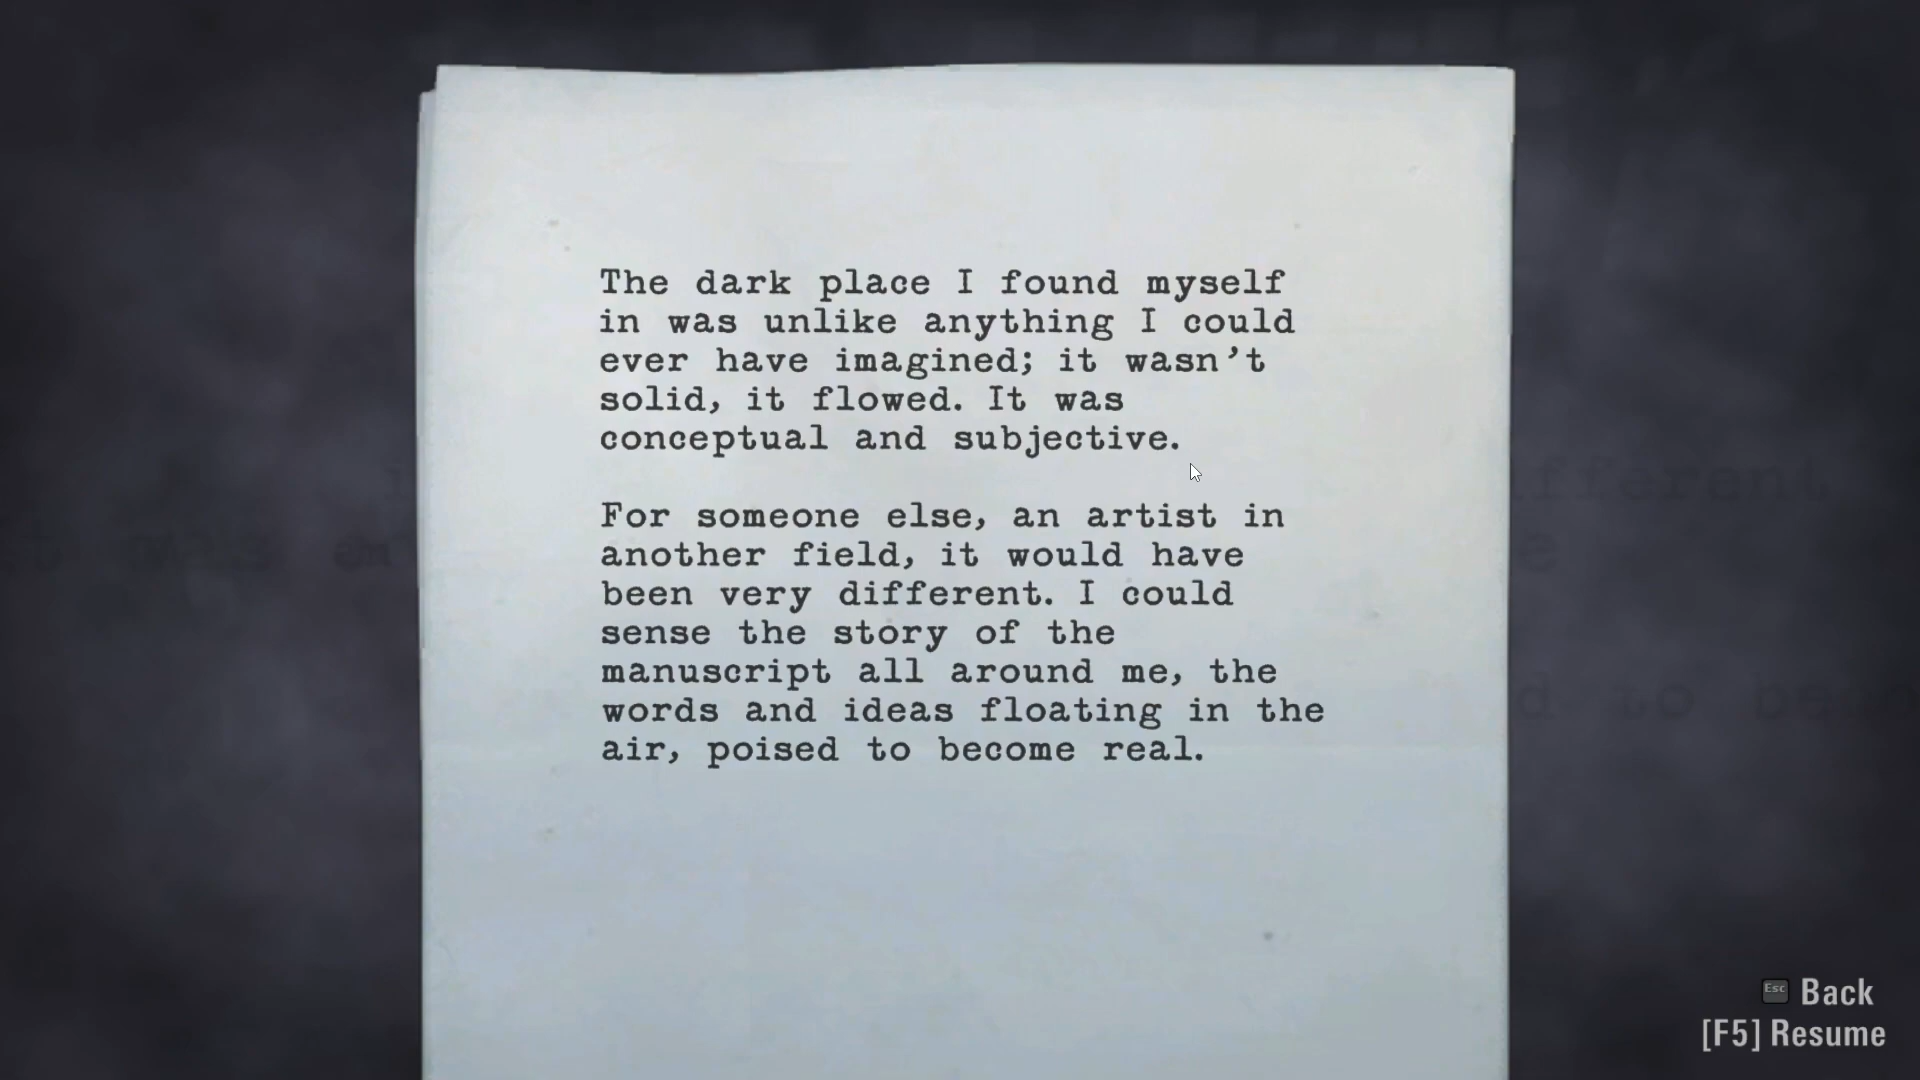 The dark place I found myself
in was unlike anything I could
ever have imagined; it wasn't
solid, it flowed. It was
conceptual and subjective.
For someone else, an artist in
another field, it would have
been very different. I could
sense the story of the
manuscript all around me, the
words and ideas floating in the
air, poised to become real.
Esc Back
[F5] Resume